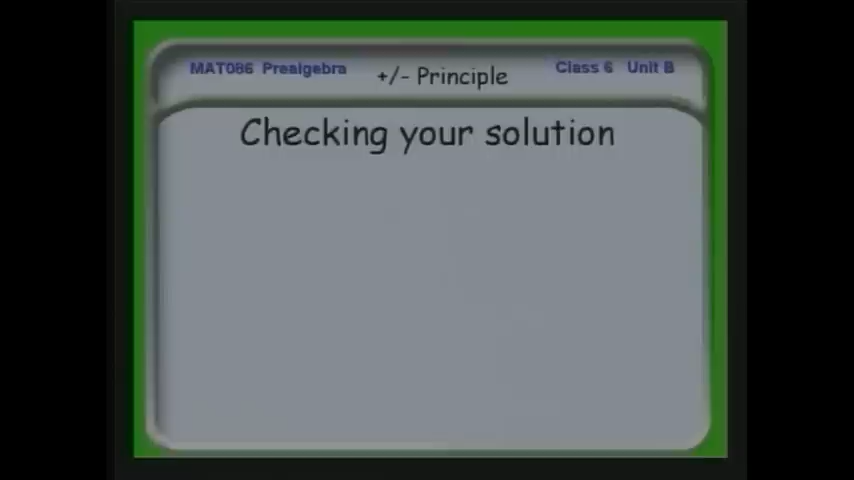 MAT086 Prealgebra +/- Principle Class 6 Unit B
Checking your solution